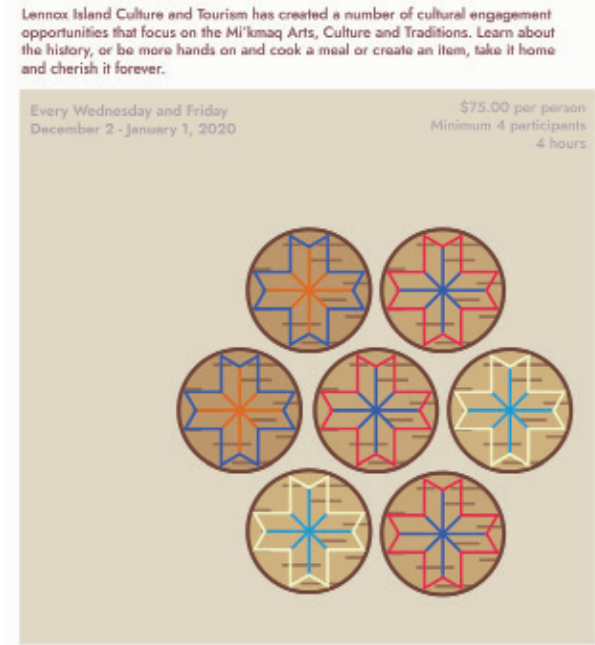 Lennox Island Culture and Tourism has created a number of cultural engagement
opportunities that focus on the Mi'kmaq Arts, Culture and Traditions. Learn about
the history, or be more hands on and cook a meal or create an item, take it home
and cherish it forever.
Every Wednesday and Friday
December 2 - January 1, 2020
$75.00 per person
Minimum 4 participants
4 hours